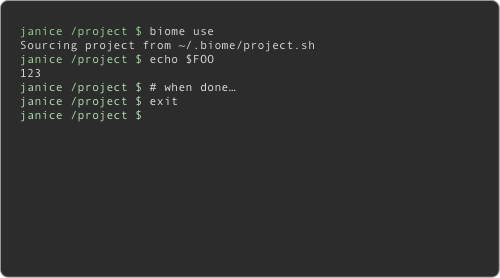 janice /project $ biome use
Sourcing project from ~/.biome/project.sh
janice /project $ echo $FOO
123
janice /project $ # when done…
janice /project $ exit
janice /project $